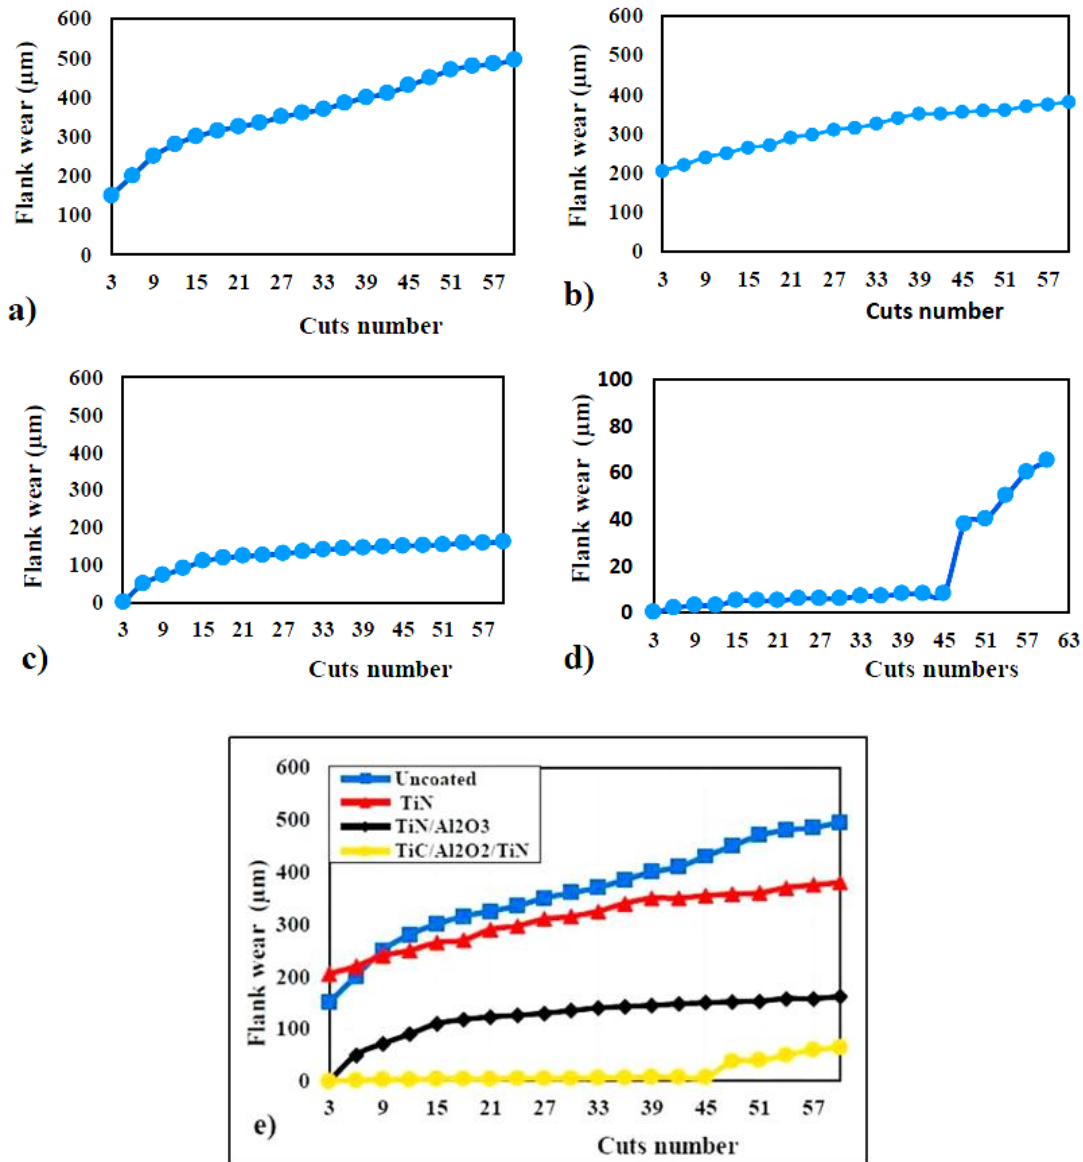 600
500
400
300
200
100
0
Flank wear (μm)
3 9 15 21 27 33 39 45 51 57
a)
Cuts number
600
500
400
300
200
100
0
Flank wear (μm)
3 9 15 21 27 33 39 45 51 57
b)
Cuts number
600
500
400
300
200
100
0
Flank wear (μm)
3 9 15 21 27 33 39 45 51 57
c)
Cuts number
100
80
60
40
20
0
Flank wear (μm)
3 9 15 21 27 33 39 45 51 57 63
d)
Cuts numbers
600
500
400
300
200
100
0
Flank wear (μm)
Uncoated
TiN
TiN/Al2O3
TiC/Al2O2/TiN
3 9 15 21 27 33 39 45 51 57
e)
Cuts number